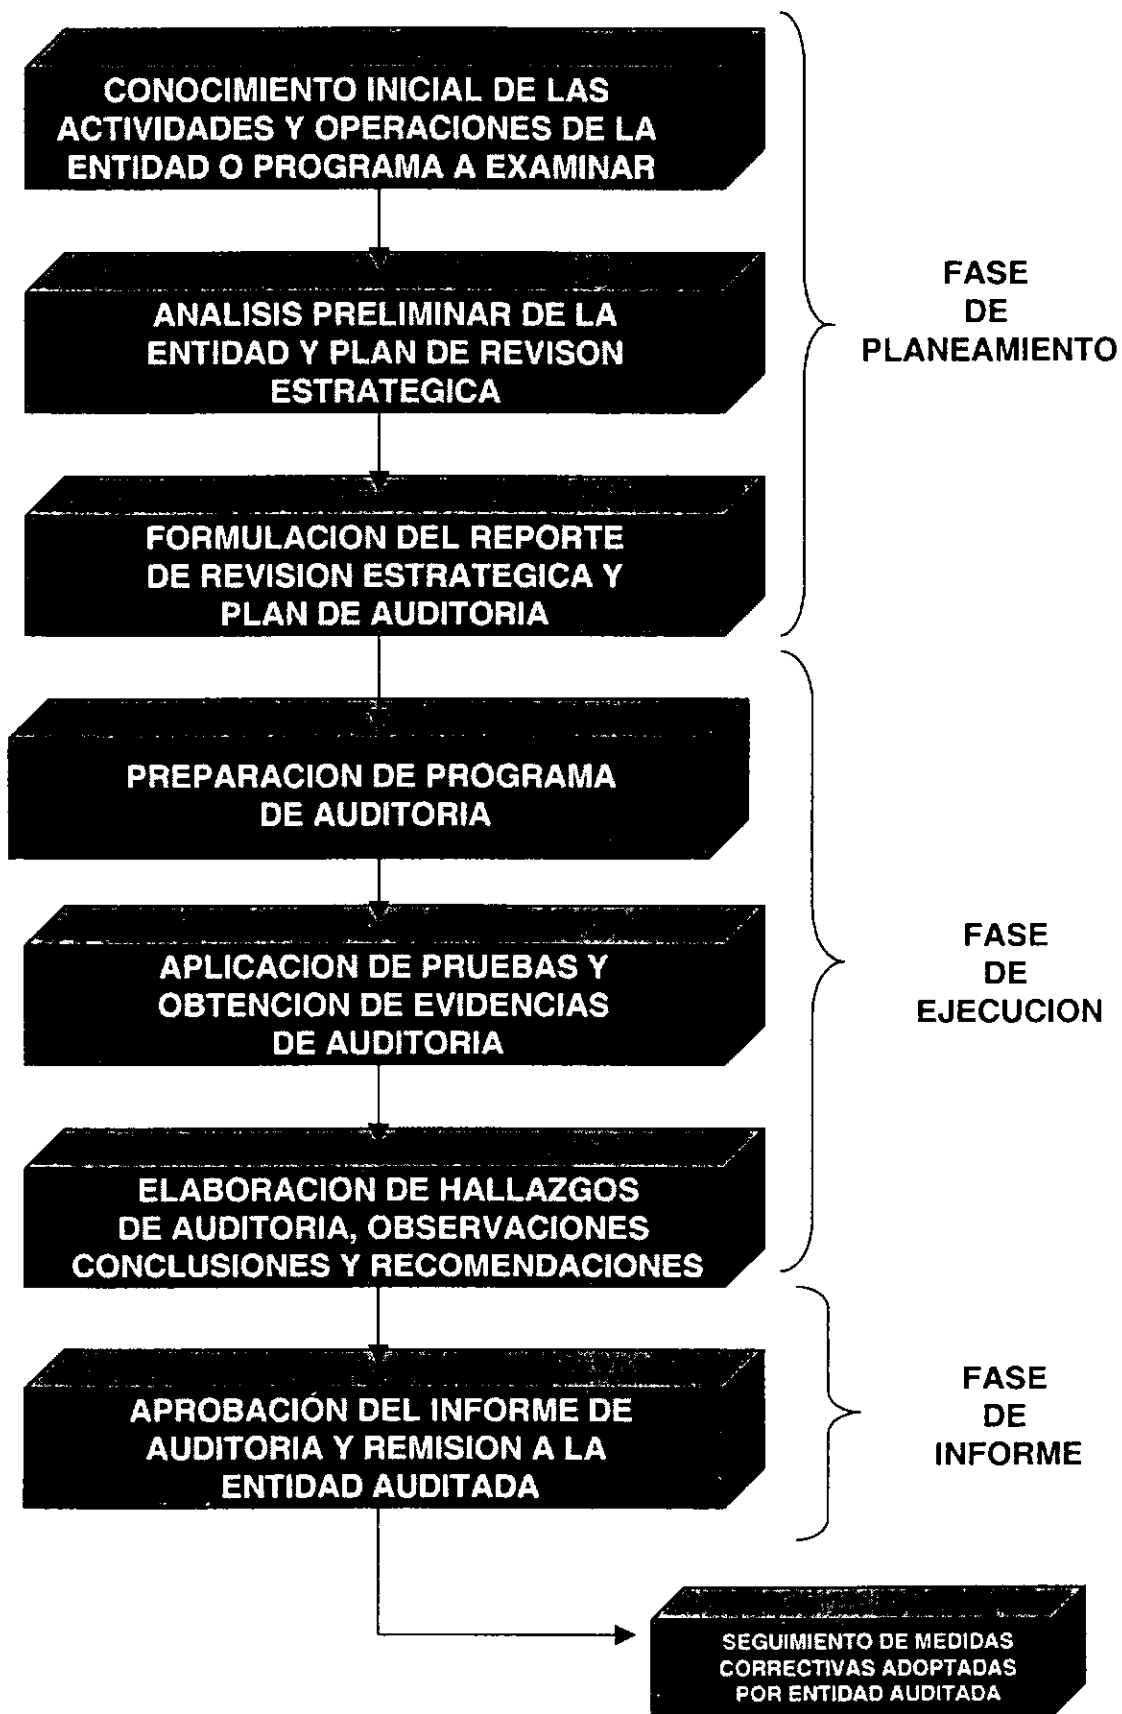 CONOCIMIENTO INICIAL DE LAS
ACTIVIDADES Y OPERACIONES DE LA
ENTIDAD O PROGRAMA A EXAMINAR
ANALISIS PRELIMINAR DE LA
ENTIDAD Y PLAN DE REVISON
ESTRATEGICA
FORMULACION DEL REPORTE
DE REVISION ESTRATEGICA Y
PLAN DE AUDITORIA
FASE
DE
PLANEAMIENTO
PREPARACION DE PROGRAMA
DE AUDITORIA
APLICACION DE PRUEBAS Y
OBTENCION DE EVIDENCIAS
DE AUDITORIA
ELABORACION DE HALLAZGOS
DE AUDITORIA, OBSERVACIONES
CONCLUSIONES Y RECOMENDACIONES
FASE
DE
EJECUCION
APROBACIÓN DEL INFORME DE
AUDITORIA Y REMISION A LA
ENTIDAD AUDITADA
FASE
DE
INFORME
SEGUIMIENTO DE MEDIDAS
CORRECTIVAS ADOPTADAS
POR ENTIDAD AUDITADA